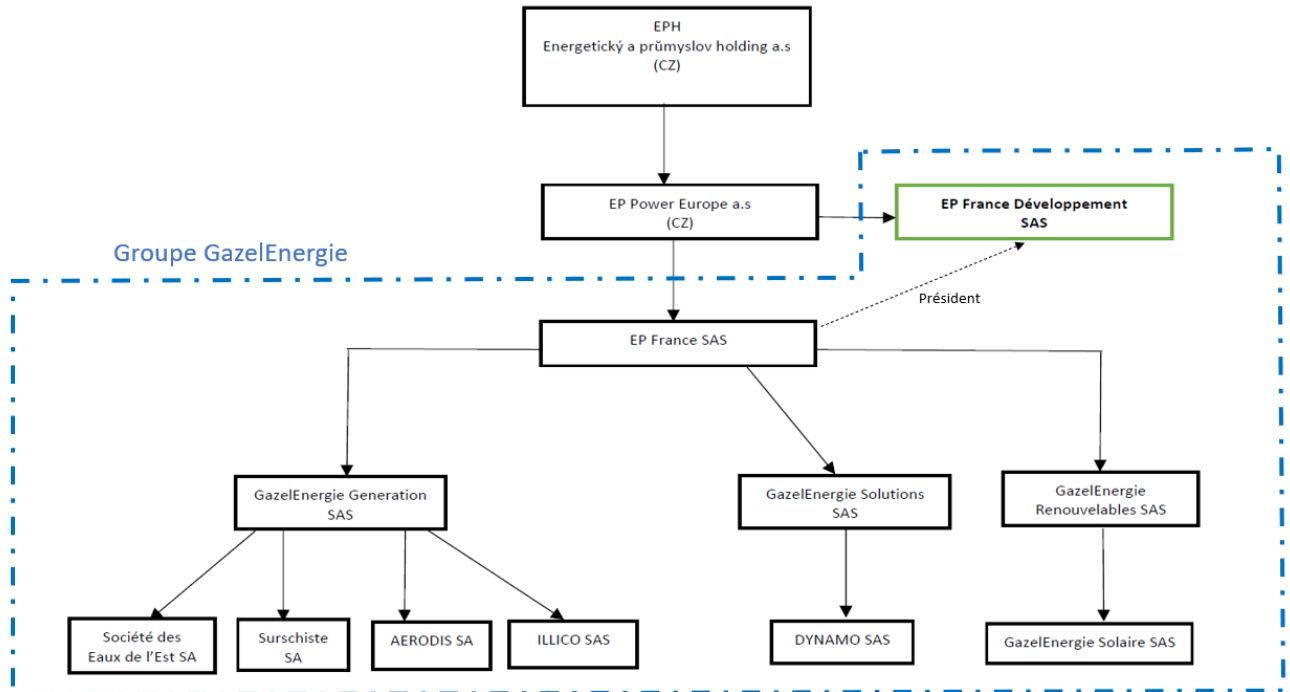 EPH
Energetický a průmyslov holding a.s
(CZ)
EP Power Europe a.s
(CZ)
EP France Développement
SAS
Groupe GazelEnergie
Président
EP France SAS
GazelEnergie Generation
SAS
GazelEnergie Solutions
SAS
GazelEnergie
Renouvelables SAS
Société des
Eaux de l'Est SA
Surschiste
SA
AERODIS SA
ILLICO SAS
DYNAMO SAS
GazelEnergie Solaire SAS